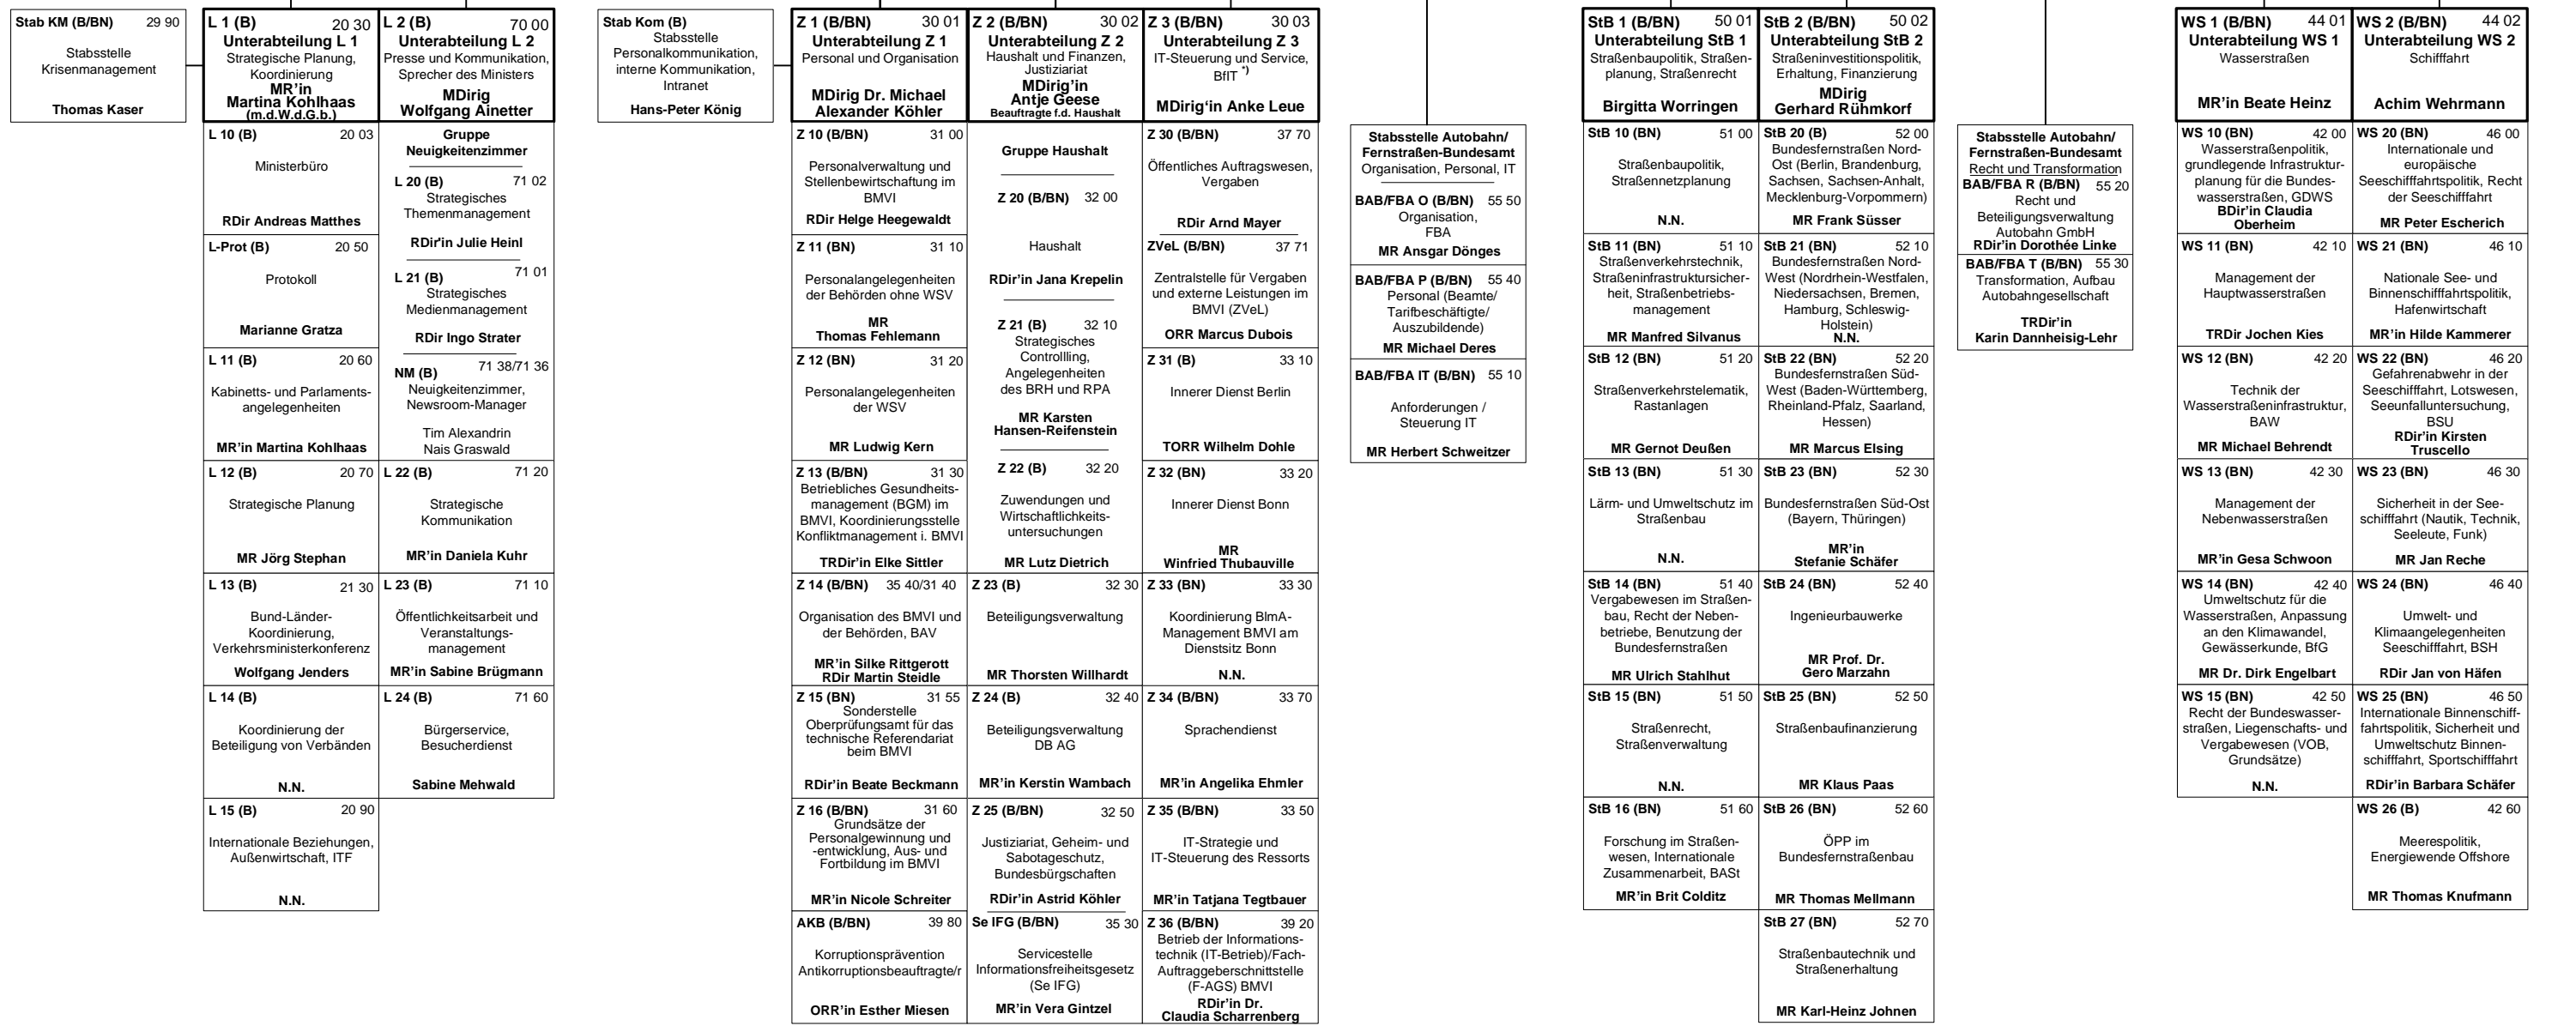 Stab KM (B/BN) 29 90
Stabsstelle
Krisenmanagement
Thomas Kaser
L 1 (B) 20 30
Unterabteilung L 1
Strategische Planung,
Koordinierung
MR'in
Martina Kohlhaas
(m.d.W.d.G.b.)
L 10 (B) 20 03
Ministerbüro
RDir Andreas Matthes
L-Prot (B) 20 50
Protokoll
Marianne Gratza
L 11 (B) 20 60
Kabinetts- und Parlaments-
angelegenheiten
MR'in Martina Kohlhaas
L 12 (B) 20 70
Strategische Planung
MR Jörg Stephan
L 13 (B) 21 30
Bund-Länder-
Koordinierung,
Verkehrsministerkonferenz
Wolfgang Jenders
L 14 (B)
Koordinierung der
Beteiligung von Verbänden
N.N.
L 15 (B) 20 90
Internationale Beziehungen,
Außenwirtschaft, ITF
N.N.
L 2 (B) 70 00
Unterabteilung L 2
Presse und Kommunikation,
Sprecher des Ministers
MDirig
Wolfgang Ainetter
Gruppe
Neuigkeitenzimmer
L 20 (B) 71 02
Strategisches
Themenmanagement
RDir'in Julie Heinl
L 21 (B) 71 01
Strategisches
Medienmanagement
RDir Ingo Strater
NM (B) 71 38/71 36
Neuigkeitenzimmer,
Newsroom-Manager
Tim Alexandrin
Nais Graswald
L 22 (B) 71 20
Strategische
Kommunikation
MR'in Daniela Kuhr
L 23 (B) 71 10
Öffentlichkeitsarbeit und
Veranstaltungs-
management
MR'in Sabine Brügmann
L 24 (B) 71 60
Bürgerservice,
Besucherdienst
Sabine Mehwald
Stab Kom (B)
Stabsstelle
Personalkommunikation,
interne Kommunikation,
Intranet
Hans-Peter König
Z 1 (B/BN) 30 01
Unterabteilung Z 1
Personal und Organisation
MDirig Dr. Michael
Alexander Köhler
Z 10 (B/BN) 31 00
Personalverwaltung und
Stellenbewirtschaftung im
BMVI
RDir Helge Heegewaldt
Z 11 (BN) 31 10
Personalangelegenheiten
der Behörden ohne WSV
MR
Thomas Fehlemann
Z 12 (BN) 31 20
Personalangelegenheiten
der WSV
MR Ludwig Kern
Z 13 (B/BN) 31 30
Betriebliches Gesundheits-
management (BGM) im
BMVI, Koordinierungsstelle
Konfliktmanagement i. BMVI
TRDir'in Elke Sittler
Z 14 (B/BN) 35 40/31 40
Organisation des BMVI und
der Behörden, BAV
MR'in Silke Rittgerott
RDir Martin Steidle
Z 15 (BN) 31 55
Sonderstelle
Oberprüfungsamt für das
technische Referendariat
beim BMVI
RDir'in Beate Beckmann
Z 16 (B/BN) 31 60
Grundsätze der
Personalgewinnung und
-entwicklung, Aus- und
Fortbildung im BMVI
MR'in Nicole Schreiter
AKB (B/BN) 39 80
Korruptionsprävention
Antikorruptionsbeauftragte/r
ORR'in Esther Miesen
Z 2 (B/BN) 30 02
Unterabteilung Z 2
Haushalt und Finanzen,
Justiziariat
MDirig'in
Antje Geese
Beauftragte f.d. Haushalt
Gruppe Haushalt
Z 20 (B/BN) 32 00
Haushalt
RDir'in Jana Krepelin
Z 21 (B) 32 10
Strategisches
Controllling,
Angelegenheiten
des BRH und RPA
MR Karsten
Hansen-Reifenstein
Z 22 (B) 32 20
Zuwendungen und
Wirtschaftlichkeits-
untersuchungen
MR Lutz Dietrich
Z 23 (B) 32 30
Beteiligungsverwaltung
MR Thorsten Willhardt
Z 24 (B) 32 40
Beteiligungsverwaltung
DB AG
MR'in Kerstin Wambach
Z 25 (B/BN) 32 50
Justiziariat, Geheim- und
Sabotageschutz,
Bundesbürgschaften
RDir'in Astrid Köhler
Se IFG (B/BN) 35 30
Servicestelle
Informationsfreiheitsgesetz
(Se IFG)
MR'in Vera Gintzel
Z 3 (B/BN) 30 03
Unterabteilung Z 3
IT-Steuerung und Service,
BfIT *)
MDirig'in Anke Leue
Z 30 (B/BN) 37 70
Öffentliches Auftragswesen,
Vergaben
RDir Arnd Mayer
ZVeL (B/BN) 37 71
Zentralstelle für Vergaben
und externe Leistungen im
BMVI (ZVeL)
ORR Marcus Dubois
Z 31 (B) 33 10
Innerer Dienst Berlin
TORR Wilhelm Dohle
Z 32 (BN) 33 20
Innerer Dienst Bonn
MR
Winfried Thubauville
Z 33 (BN) 33 30
Koordinierung BImA-
Management BMVI am
Dienstsitz Bonn
N.N.
Z 34 (B/BN) 33 70
Sprachendienst
MR'in Angelika Ehmler
Z 35 (B/BN) 33 50
IT-Strategie und
IT-Steuerung des Ressorts
MR'in Tatjana Tegtbauer
Z 36 (B/BN) 39 20
Betrieb der Informations-
technik (IT-Betrieb)/Fach-
Auftraggeberschnittstelle
(F-AGS) BMVI
RDir'in Dr.
Claudia Scharrenberg
Stabsstelle Autobahn/
Fernstraßen-Bundesamt
Organisation, Personal, IT
BAB/FBA O (B/BN) 55 50
Organisation,
FBA
MR Ansgar Dönges
BAB/FBA P (B/BN) 55 40
Personal (Beamte/
Tarifbeschäftigte/
Auszubildende)
MR Michael Deres
BAB/FBA IT (B/BN) 55 10
Anforderungen /
Steuerung IT
MR Herbert Schweitzer
StB 1 (B/BN) 50 01
Unterabteilung StB 1
Straßenbaupolitik, Straßen-
planung, Straßenrecht
Birgitta Worringen
StB 10 (BN) 51 00
Straßenbaupolitik,
Straßennetzplanung
N.N.
StB 11 (BN) 51 10
Straßenverkehrstechnik,
Straßeninfrastruktursicher-
heit, Straßenbetriebs-
management
MR Manfred Silvanus
StB 12 (BN) 51 20
Straßenverkehrstelematik,
Rastanlagen
MR Gernot Deußen
StB 13 (BN) 51 30
Lärm- und Umweltschutz im
Straßenbau
N.N.
StB 14 (BN) 51 40
Vergabewesen im Straßen-
bau, Recht der Neben-
betriebe, Benutzung der
Bundesfernstraßen
MR Ulrich Stahlhut
StB 15 (BN) 51 50
Straßenrecht,
Straßenverwaltung
N.N.
StB 16 (BN) 51 60
Forschung im Straßen-
wesen, Internationale
Zusammenarbeit, BASt
MR'in Brit Colditz
StB 2 (B/BN) 50 02
Unterabteilung StB 2
Straßeninvestitionspolitik,
Erhaltung, Finanzierung
MDirig
Gerhard Rühmkorf
StB 20 (B) 52 00
Bundesfernstraßen Nord-
Ost (Berlin, Brandenburg,
Sachsen, Sachsen-Anhalt,
Mecklenburg-Vorpommern)
MR Frank Süsser
StB 21 (BN) 52 10
Bundesfernstraßen Nord-
West (Nordrhein-Westfalen,
Niedersachsen, Bremen,
Hamburg, Schleswig-
Holstein)
N.N.
StB 22 (BN) 52 20
Bundesfernstraßen Süd-
West (Baden-Württemberg,
Rheinland-Pfalz, Saarland,
Hessen)
MR Marcus Elsing
StB 23 (BN) 52 30
Bundesfernstraßen Süd-Ost
(Bayern, Thüringen)
MR'in
Stefanie Schäfer
StB 24 (BN) 52 40
Ingenieurbauwerke
MR Prof. Dr.
Gero Marzahn
StB 25 (BN) 52 50
Straßenbaufinanzierung
MR Klaus Paas
StB 26 (BN) 52 60
ÖPP im
Bundesfernstraßenbau
MR Thomas Mellmann
StB 27 (BN) 52 70
Straßenbautechnik und
Straßenerhaltung
MR Karl-Heinz Johnen
Stabsstelle Autobahn/
Fernstraßen-Bundesamt
Recht und Transformation
BAB/FBA R (B/BN) 55 20
Recht und
Beteiligungsverwaltung
Autobahn GmbH
RDir'in Dorothée Linke
BAB/FBA T (B/BN) 55 30
Transformation, Aufbau
Autobahngesellschaft
TRDir'in
Karin Dannheisig-Lehr
WS 1 (B/BN) 44 01
Unterabteilung WS 1
Wasserstraßen
MR'in Beate Heinz
WS 10 (BN) 42 00
Wasserstraßenpolitik,
grundlegende Infrastruktur-
planung für die Bundes-
wasserstraßen, GDWS
BDir'in Claudia
Oberheim
WS 11 (BN) 42 10
Management der
Hauptwasserstraßen
TRDir Jochen Kies
WS 12 (BN) 42 20
Technik der
Wasserstraßeninfrastruktur,
BAW
MR Michael Behrendt
WS 13 (BN) 42 30
Management der
Nebenwasserstraßen
MR'in Gesa Schwoon
WS 14 (BN) 42 40
Umweltschutz für die
Wasserstraßen, Anpassung
an den Klimawandel,
Gewässerkunde, BfG
MR Dr. Dirk Engelbart
WS 15 (BN) 42 50
Recht der Bundeswasser-
straßen, Liegenschafts- und
Vergabewesen (VOB,
Grundsätze)
N.N.
WS 2 (B/BN) 44 02
Unterabteilung WS 2
Schifffahrt
Achim Wehrmann
WS 20 (BN) 46 00
Internationale und
europäische
Seeschifffahrtspolitik, Recht
der Seeschifffahrt
MR Peter Escherich
WS 21 (BN) 46 10
Nationale See- und
Binnenschifffahrtspolitik,
Hafenwirtschaft
MR'in Hilde Kammerer
WS 22 (BN) 46 20
Gefahrenabwehr in der
Seeschifffahrt, Lotswesen,
Seeunfalluntersuchung,
BSU
RDir'in Kirsten
Truscello
WS 23 (BN) 46 30
Sicherheit in der See-
schifffahrt (Nautik, Technik,
Seeleute, Funk)
MR Jan Reche
WS 24 (BN) 46 40
Umwelt- und
Klimaangelegenheiten
Seeschifffahrt, BSH
RDir Jan von Häfen
WS 25 (BN) 46 50
Internationale Binnenschiff-
fahrtspolitik, Sicherheit und
Umweltschutz Binnen-
schifffahrt, Sportschifffahrt
RDir'in Barbara Schäfer
WS 26 (B) 42 60
Meerespolitik,
Energiewende Offshore
MR Thomas Knufmann